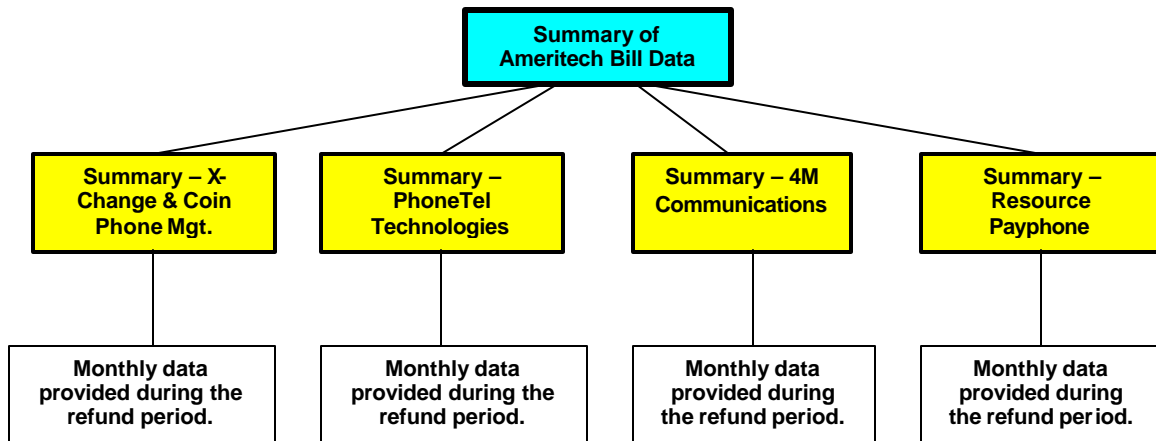 Summary of
Ameritech Bill Data
Summary – X-
Change & Coin
Phone Mgt.
Summary –
PhoneTel
Technologies
Summary – 4M
Communications
Summary –
Resource
Payphone
Monthly data
provided during the
refund period.
Monthly data
provided during the
refund period.
Monthly data
provided during
the refund period.
Monthly data
provided during
the refund period.